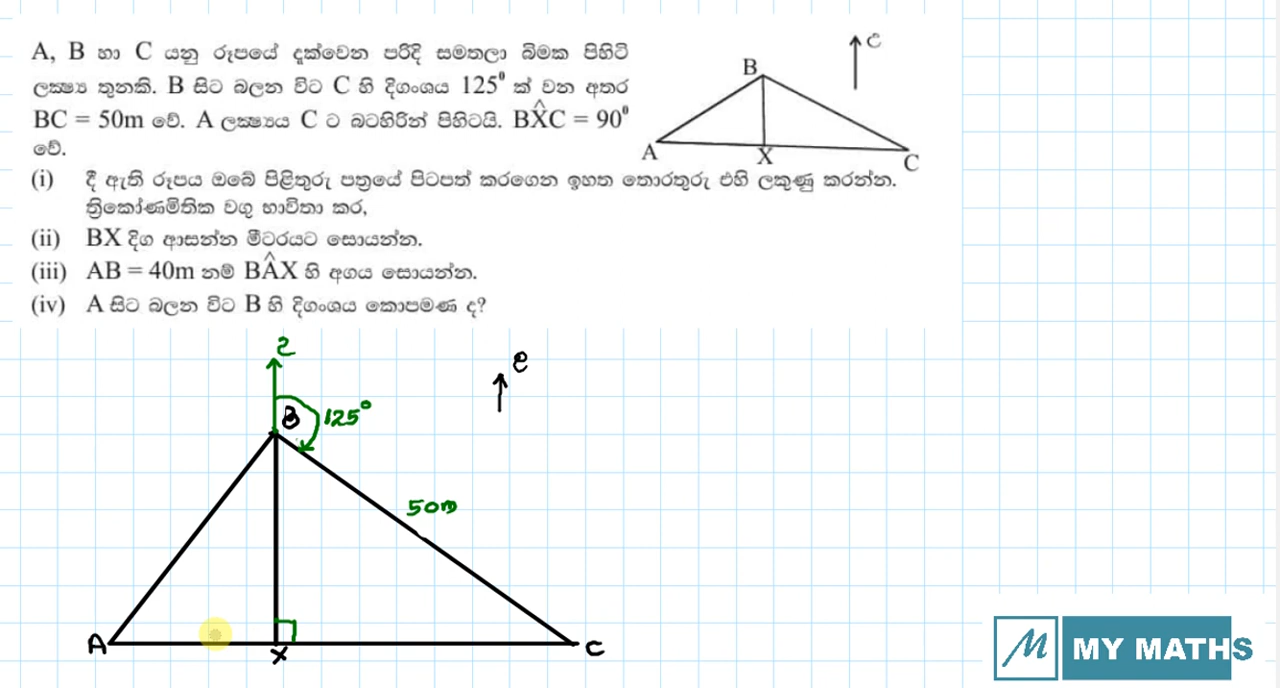 A, B හා C යනු රූපයේ දැක්වෙන පරිදි සමතලා බිමක පිහිටි
ලක්ෂ්‍ය තුනකි. B සිට බලන විට C හි දිගංශය 125⁰ ක් වන අතර
BC = 50m වේ. A ලක්ෂ්‍යය C ට බටහිරින් පිහිටයි. BX̂C = 90⁰
වේ.
(i) දී ඇති රූපය ඔබේ පිළිතුරු පත්‍රයේ පිටපත් කරගෙන ඉහත තොරතුරු එහි ලකුණු කරන්න.
ත්‍රිකෝණමිතික වගු භාවිතා කර,
(ii) BX දිග ආසන්න මීටරයට සොයන්න.
(iii) AB = 40m නම් BÂX හි අගය සොයන්න.
(iv) A සිට බලන විට B හි දිගංශය කොපමණ ද?
B
A
X
C
උ
B
125°
50m
A
X
C
MY MATHS